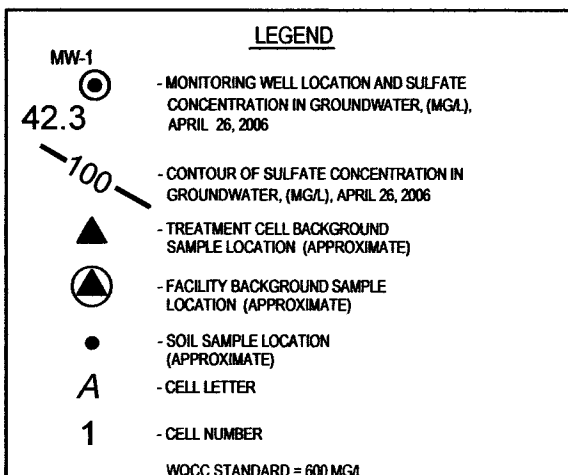 LEGEND
MW-1
- MONITORING WELL LOCATION AND SULFATE
CONCENTRATION IN GROUNDWATER, (MG/L),
APRIL 26, 2006
42.3
100
- CONTOUR OF SULFATE CONCENTRATION IN
GROUNDWATER, (MG/L), APRIL 26, 2006
- TREATMENT CELL BACKGROUND
SAMPLE LOCATION (APPROXIMATE)
- FACILITY BACKGROUND SAMPLE
LOCATION (APPROXIMATE)
- SOIL SAMPLE LOCATION
(APPROXIMATE)
A - CELL LETTER
1 - CELL NUMBER
WQCC STANDARD = 600 MG/L